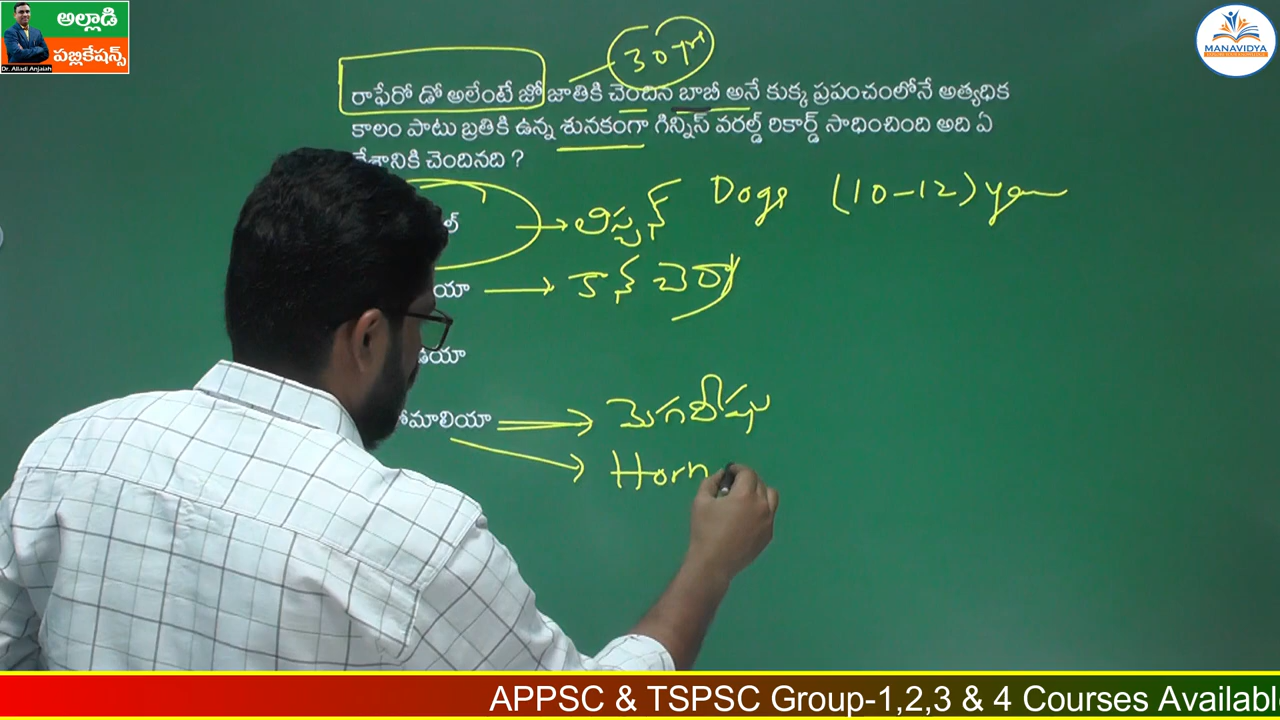 అల్లాడి
పబ్లికేషన్స్
Dr. Alladi Anjaiah
MANAVIDYA
30 yrs
రాఫేరో డో అలేంటే జో జాతికి చెందిన బాబీ అనే కుక్క ప్రపంచంలోనే అత్యధిక
కాలం పాటు బ్రతికి ఉన్న శునకంగా గిన్నిస్ వరల్డ్ రికార్డ్ సాధించింది అది ఏ
దేశానికి చెందినది ?
లిస్బన్ Dogs (10-12) year
కాన్ బెర్రా
సోమాలియా మొగదీషు
Horn
APPSC & TSPSC Group-1,2,3 & 4 Courses Availabl